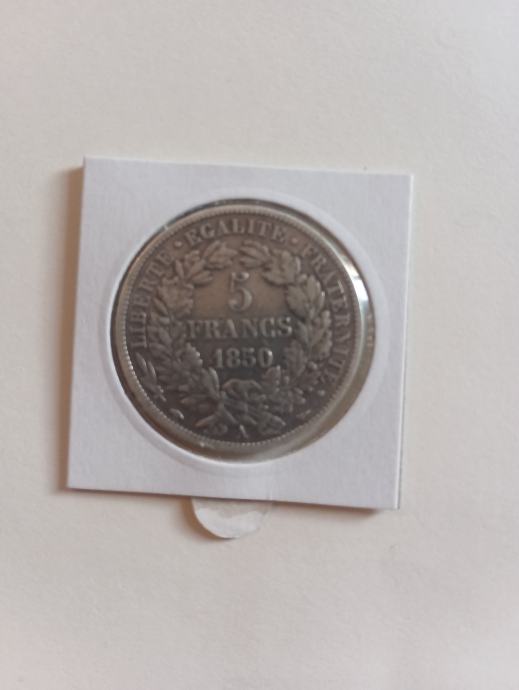 LIBERTE · EGALITE · FRATERNITE
5
FRANCS
1850
A